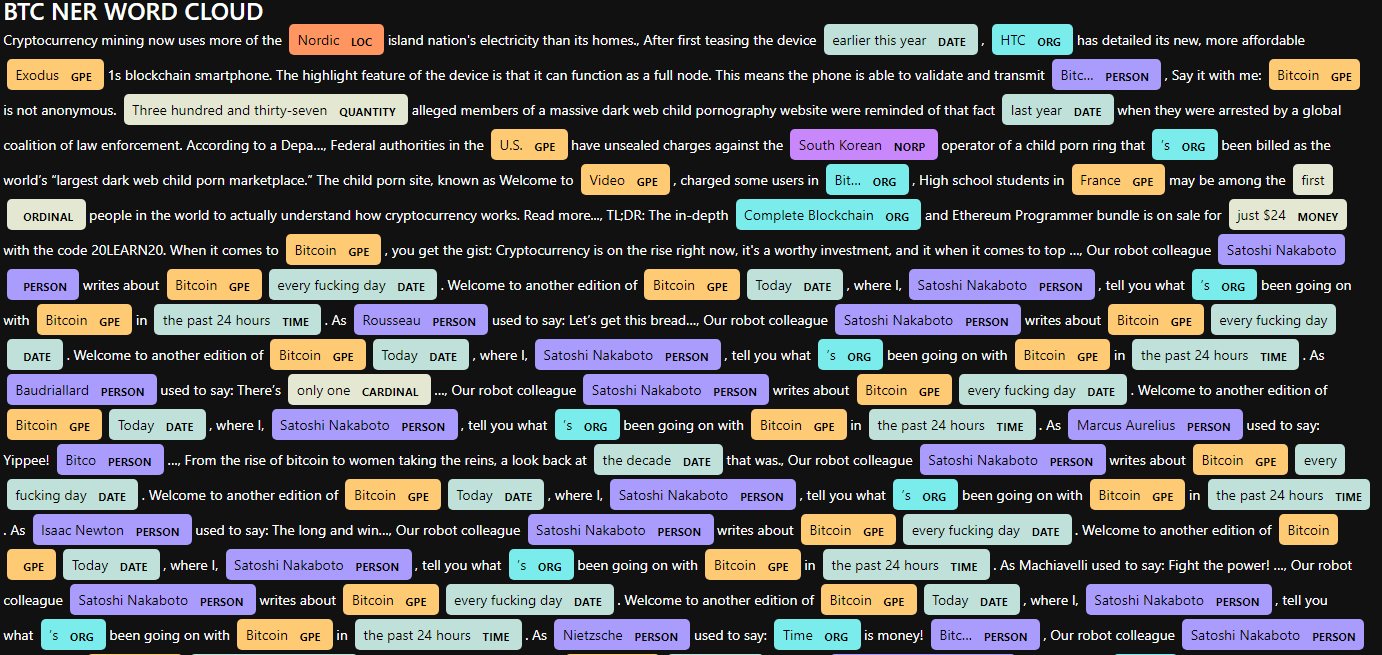 BTC NER WORD CLOUD
Cryptocurrency mining now uses more of the Nordic LOC island nation's electricity than its homes., After first teasing the device earlier this year DATE , HTC ORG has detailed its new, more affordable
Exodus GPE 1s blockchain smartphone. The highlight feature of the device is that it can function as a full node. This means the phone is able to validate and transmit Bitc... PERSON , Say it with me: Bitcoin GPE
is not anonymous. Three hundred and thirty-seven QUANTITY alleged members of a massive dark web child pornography website were reminded of that fact last year DATE when they were arrested by a global
coalition of law enforcement. According to a Depa..., Federal authorities in the U.S. GPE have unsealed charges against the South Korean NORP operator of a child porn ring that 's ORG been billed as the
world's “largest dark web child porn marketplace.” The child porn site, known as Welcome to Video GPE , charged some users in Bit... ORG , High school students in France GPE may be among the first
ORDINAL people in the world to actually understand how cryptocurrency works. Read more..., TL;DR: The in-depth Complete Blockchain ORG and Ethereum Programmer bundle is on sale for just $24 MONEY
with the code 20LEARN20. When it comes to Bitcoin GPE , you get the gist: Cryptocurrency is on the rise right now, it's a worthy investment, and it when it comes to top ..., Our robot colleague Satoshi Nakaboto
PERSON writes about Bitcoin GPE every fucking day DATE . Welcome to another edition of Bitcoin GPE Today DATE , where I, Satoshi Nakaboto PERSON , tell you what 's ORG been going on
with Bitcoin GPE in the past 24 hours TIME . As Rousseau PERSON used to say: Let's get this bread..., Our robot colleague Satoshi Nakaboto PERSON writes about Bitcoin GPE every fucking day
DATE . Welcome to another edition of Bitcoin GPE Today DATE , where I, Satoshi Nakaboto PERSON , tell you what 's ORG been going on with Bitcoin GPE in the past 24 hours TIME . As
Baudriallard PERSON used to say: There's only one CARDINAL ..., Our robot colleague Satoshi Nakaboto PERSON writes about Bitcoin GPE every fucking day DATE . Welcome to another edition of
Bitcoin GPE Today DATE , where I, Satoshi Nakaboto PERSON , tell you what 's ORG been going on with Bitcoin GPE in the past 24 hours TIME . As Marcus Aurelius PERSON used to say:
Yippee! Bitco PERSON ..., From the rise of bitcoin to women taking the reins, a look back at the decade DATE that was., Our robot colleague Satoshi Nakaboto PERSON writes about Bitcoin GPE every
fucking day DATE . Welcome to another edition of Bitcoin GPE Today DATE , where I, Satoshi Nakaboto PERSON , tell you what 's ORG been going on with Bitcoin GPE in the past 24 hours TIME
. As Isaac Newton PERSON used to say: The long and win..., Our robot colleague Satoshi Nakaboto PERSON writes about Bitcoin GPE every fucking day DATE . Welcome to another edition of Bitcoin
GPE Today DATE , where I, Satoshi Nakaboto PERSON , tell you what 's ORG been going on with Bitcoin GPE in the past 24 hours TIME . As Machiavelli used to say: Fight the power! ..., Our robot
colleague Satoshi Nakaboto PERSON writes about Bitcoin GPE every fucking day DATE . Welcome to another edition of Bitcoin GPE Today DATE , where I, Satoshi Nakaboto PERSON , tell you
what 's ORG been going on with Bitcoin GPE in the past 24 hours TIME . As Nietzsche PERSON used to say: Time ORG is money! Bitc... PERSON , Our robot colleague Satoshi Nakaboto PERSON